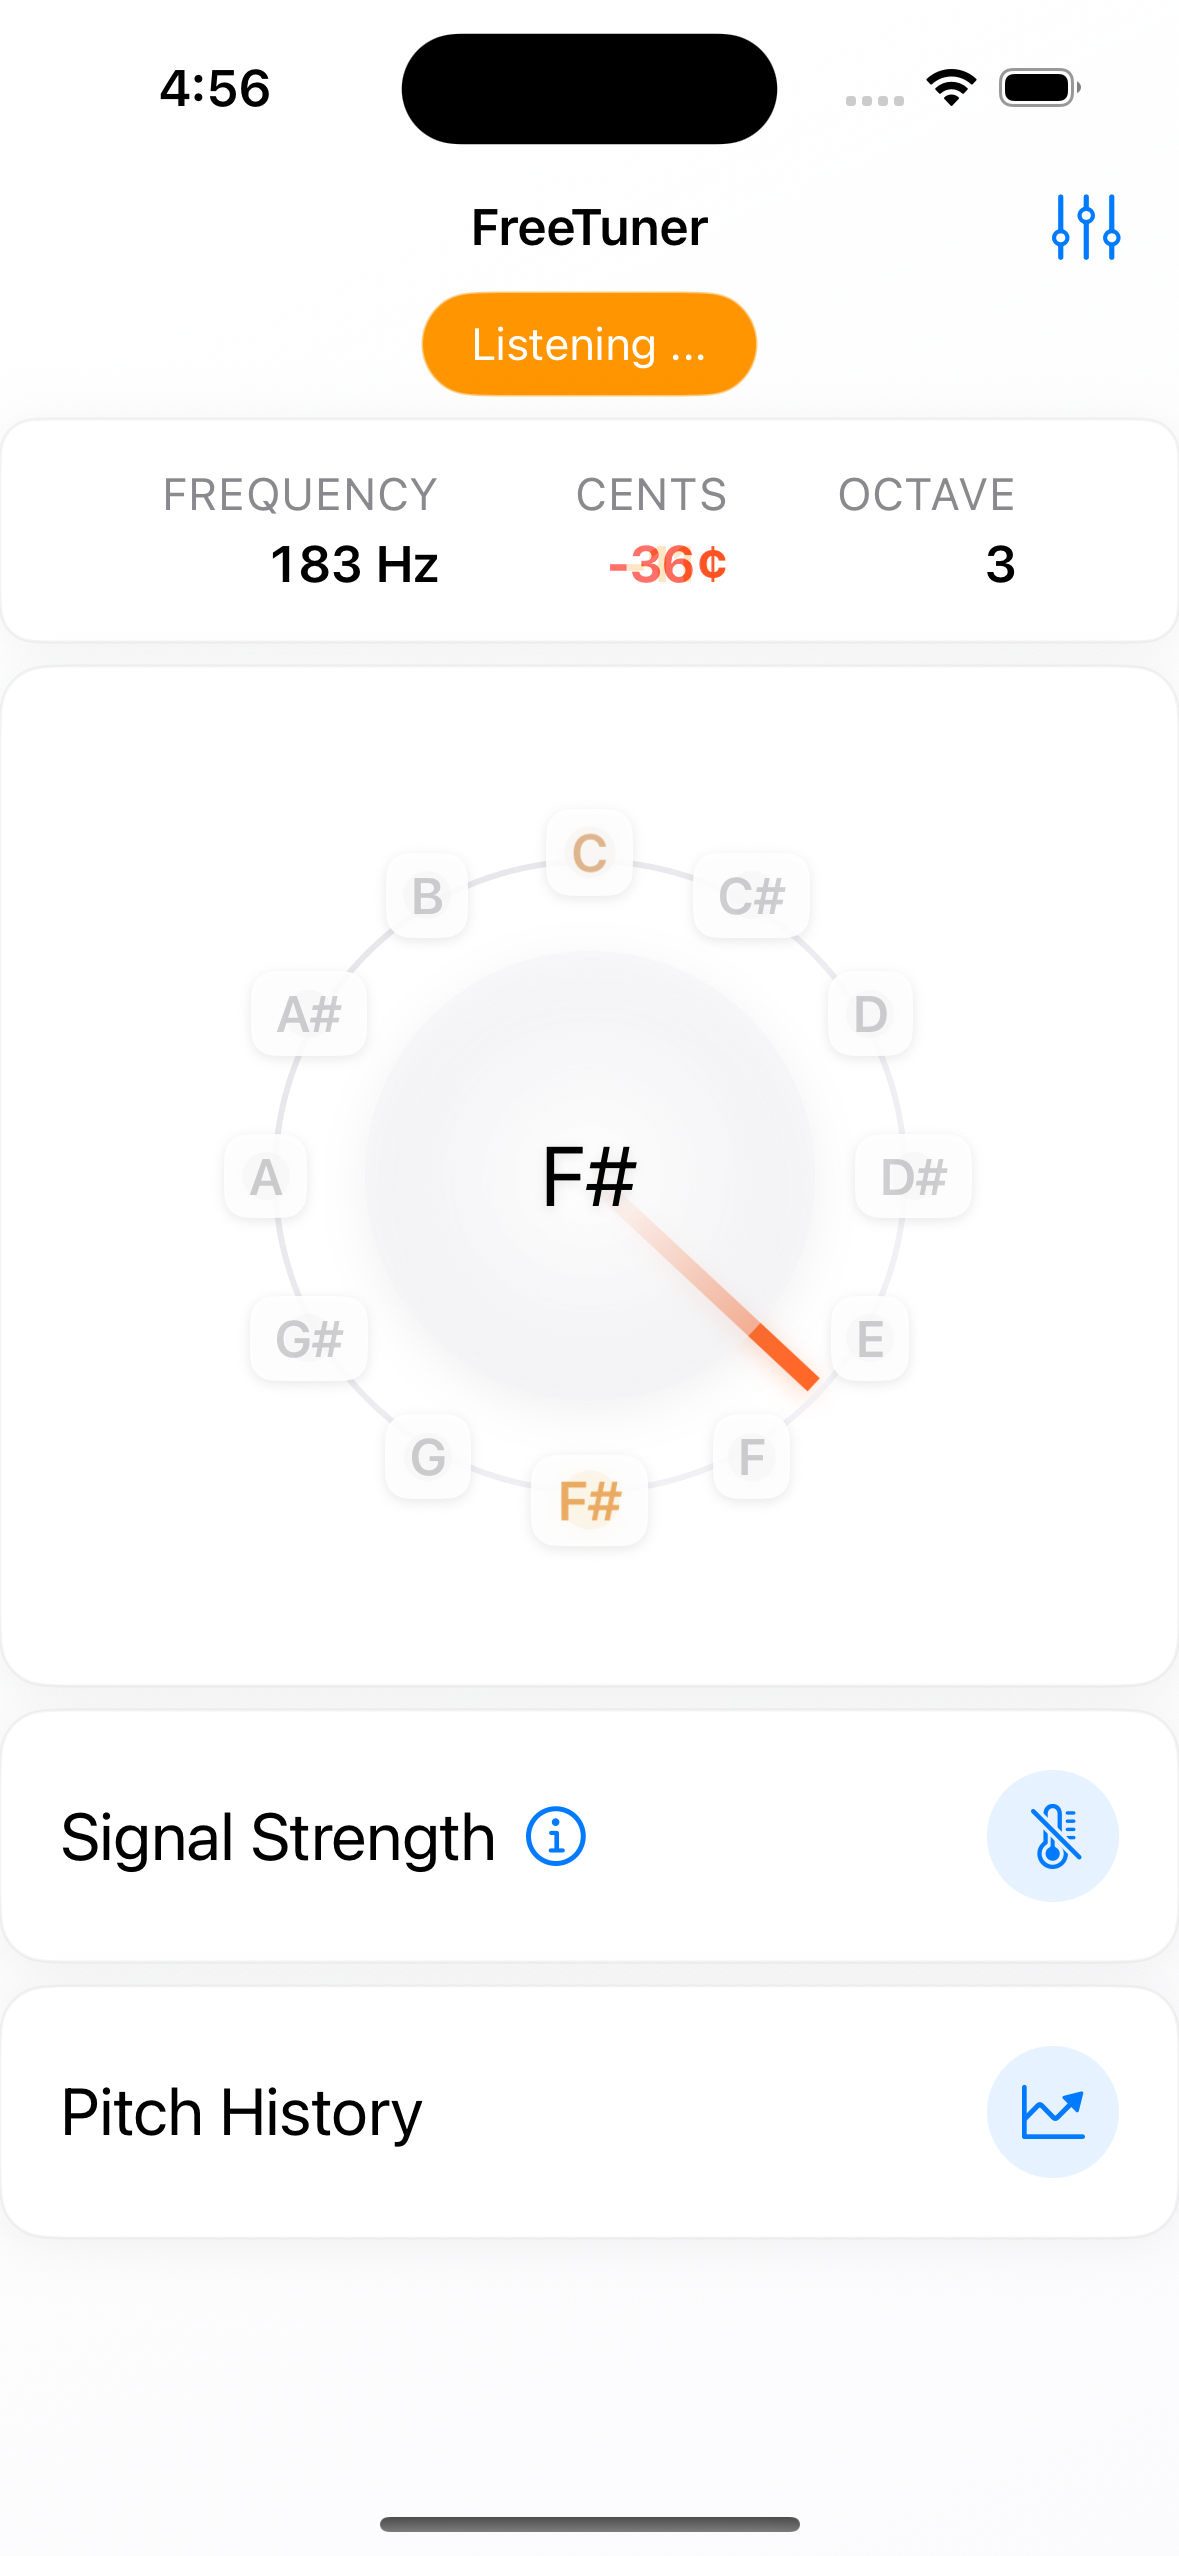 4:56
FreeTuner
Listening ...
FREQUENCY CENTS OCTAVE
183 Hz -36¢ 3
C
B C#
A# D
F#
A D#
G# E
G F
F#
Signal Strength
Pitch History